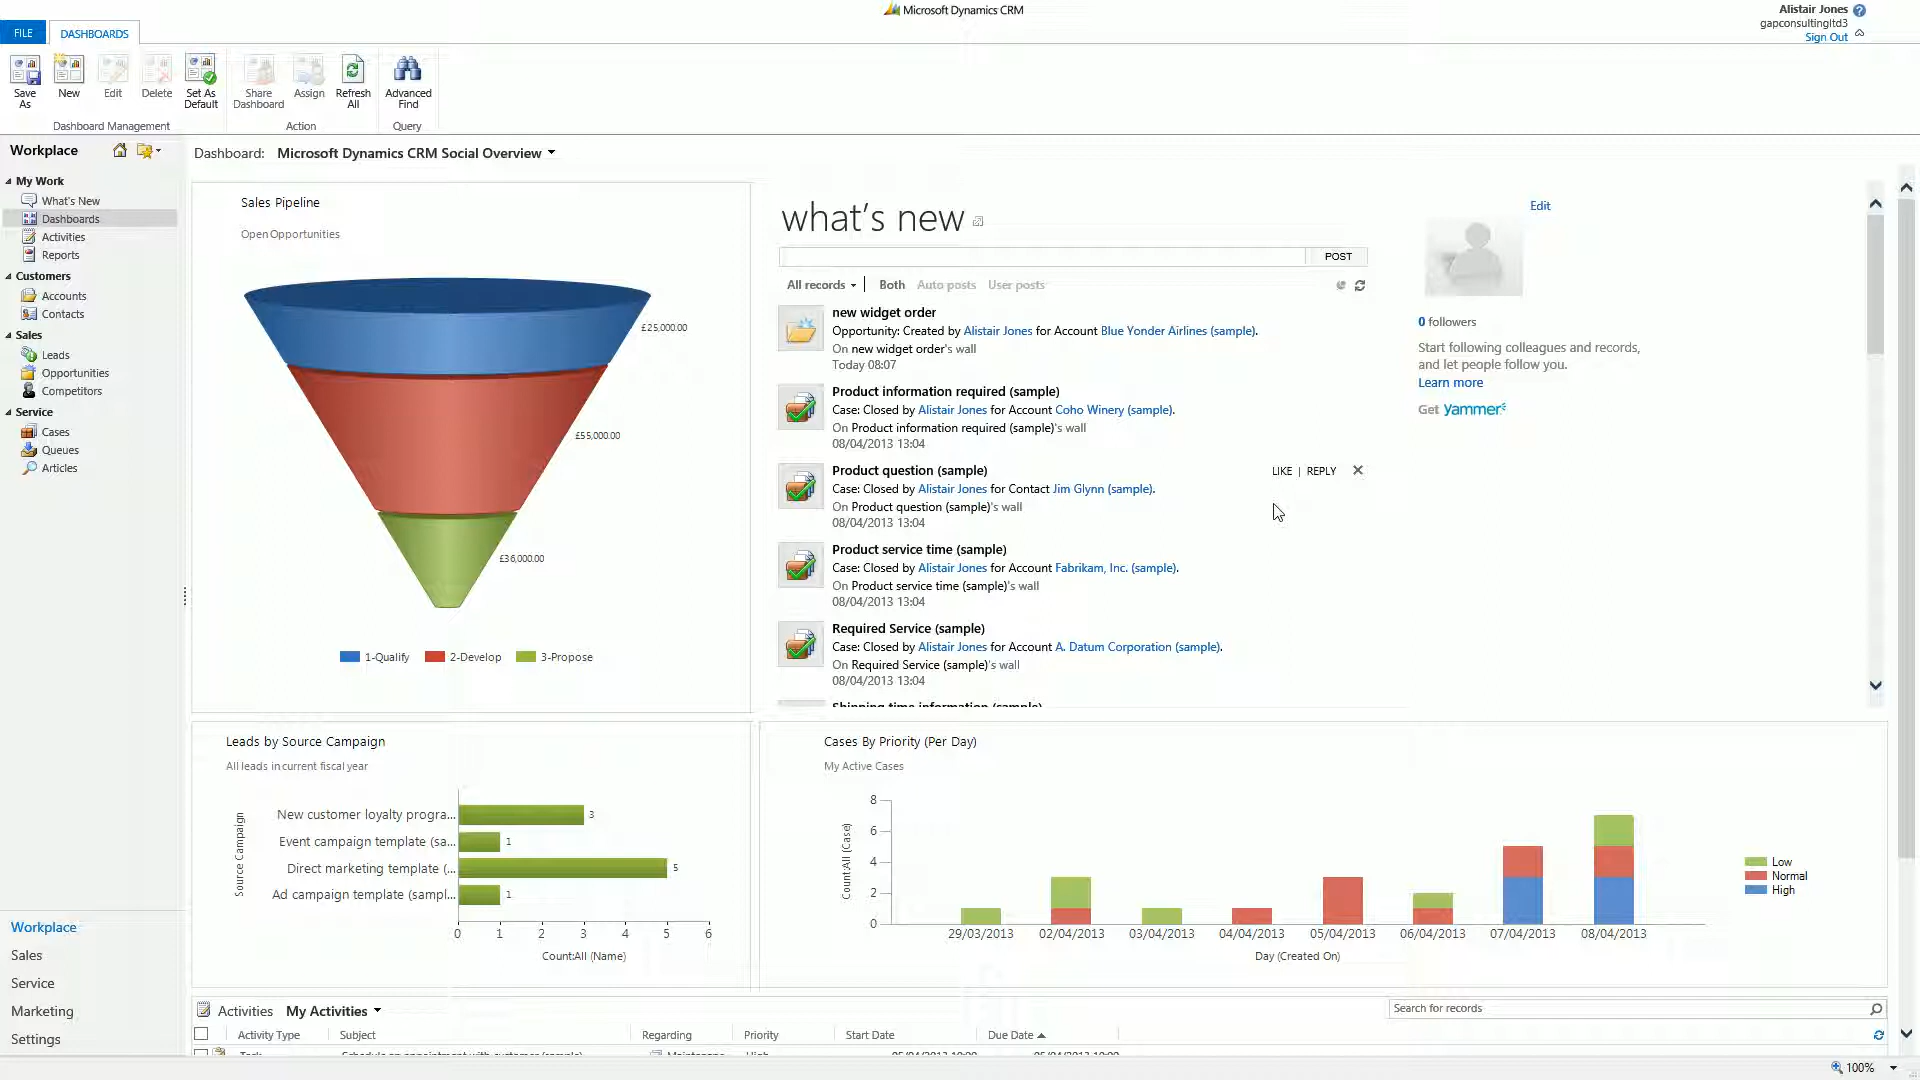 Microsoft Dynamics CRM
Alistair Jones
gapconsultingltd3
Sign Out
FILE
DASHBOARDS
Save As
New
Edit
Delete
Set As Default
Share Dashboard
Assign
Refresh All
Advanced Find
Dashboard Management
Action
Query
Workplace
My Work
What's New
Dashboards
Activities
Reports
Customers
Accounts
Contacts
Sales
Leads
Opportunities
Competitors
Service
Cases
Queues
Articles
Workplace
Sales
Service
Marketing
Settings
Dashboard: Microsoft Dynamics CRM Social Overview
Sales Pipeline
Open Opportunities
£25,000.00
£55,000.00
£36,000.00
1-Qualify 2-Develop 3-Propose
what's new
POST
All records Both Auto posts User posts
new widget order
Opportunity: Created by Alistair Jones for Account Blue Yonder Airlines (sample).
On new widget order's wall
Today 08:07
Product information required (sample)
Case: Closed by Alistair Jones for Account Coho Winery (sample).
On Product information required (sample)'s wall
08/04/2013 13:04
Product question (sample)
LIKE | REPLY
Case: Closed by Alistair Jones for Contact Jim Glynn (sample).
On Product question (sample)'s wall
08/04/2013 13:04
Product service time (sample)
Case: Closed by Alistair Jones for Account Fabrikam, Inc. (sample).
On Product service time (sample)'s wall
08/04/2013 13:04
Required Service (sample)
Case: Closed by Alistair Jones for Account A. Datum Corporation (sample).
On Required Service (sample)'s wall
08/04/2013 13:04
Shipping time information (sample)
Edit
0 followers
Start following colleagues and records,
and let people follow you.
Learn more
Get Yammer
Leads by Source Campaign
All leads in current fiscal year
Source Campaign
New customer loyalty progra... 3
Event campaign template (sa... 1
Direct marketing template (... 5
Ad campaign template (sampl... 1
0 1 2 3 4 5 6
Count:All (Name)
Cases By Priority (Per Day)
My Active Cases
Count:All (Case)
8
6
4
2
0
29/03/2013 02/04/2013 03/04/2013 04/04/2013 05/04/2013 06/04/2013 07/04/2013 08/04/2013
Day (Created On)
Low
Normal
High
Activities My Activities
Search for records
Activity Type Subject Regarding Priority Start Date Due Date
100%